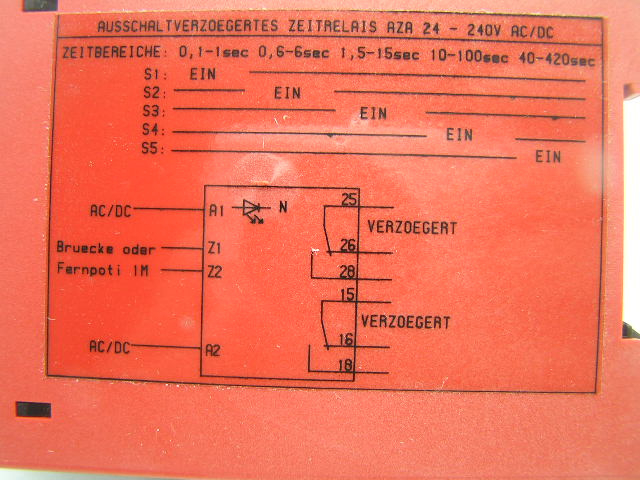 AUSSCHALTVERZOEGERTES ZEITRELAIS AZA 24 - 240V AC/DC
ZEITBEREICHE: 0,1-1sec 0,6-6sec 1,5-15sec 10-100sec 40-420sec
S1: EIN
S2: EIN
S3: EIN
S4: EIN
S5: EIN
AC/DC A1 N 25
VERZOEGERT
Bruecke oder Z1 26
Fernpoti 1M Z2 28
15
VERZOEGERT
AC/DC A2 16
18